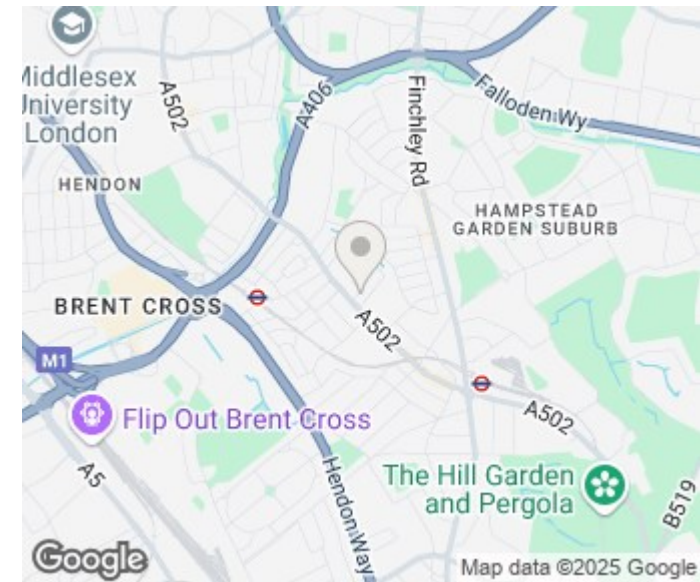 Middlesex
University
London
A502
A406
Finchley Rd
Falloden Wy
HENDON
HAMPSTEAD
GARDEN SUBURB
BRENT CROSS
A502
M1
Flip Out Brent Cross
A502
A5
Hendon Way
The Hill Garden
and Pergola
B519
Google
Map data ©2025 Google